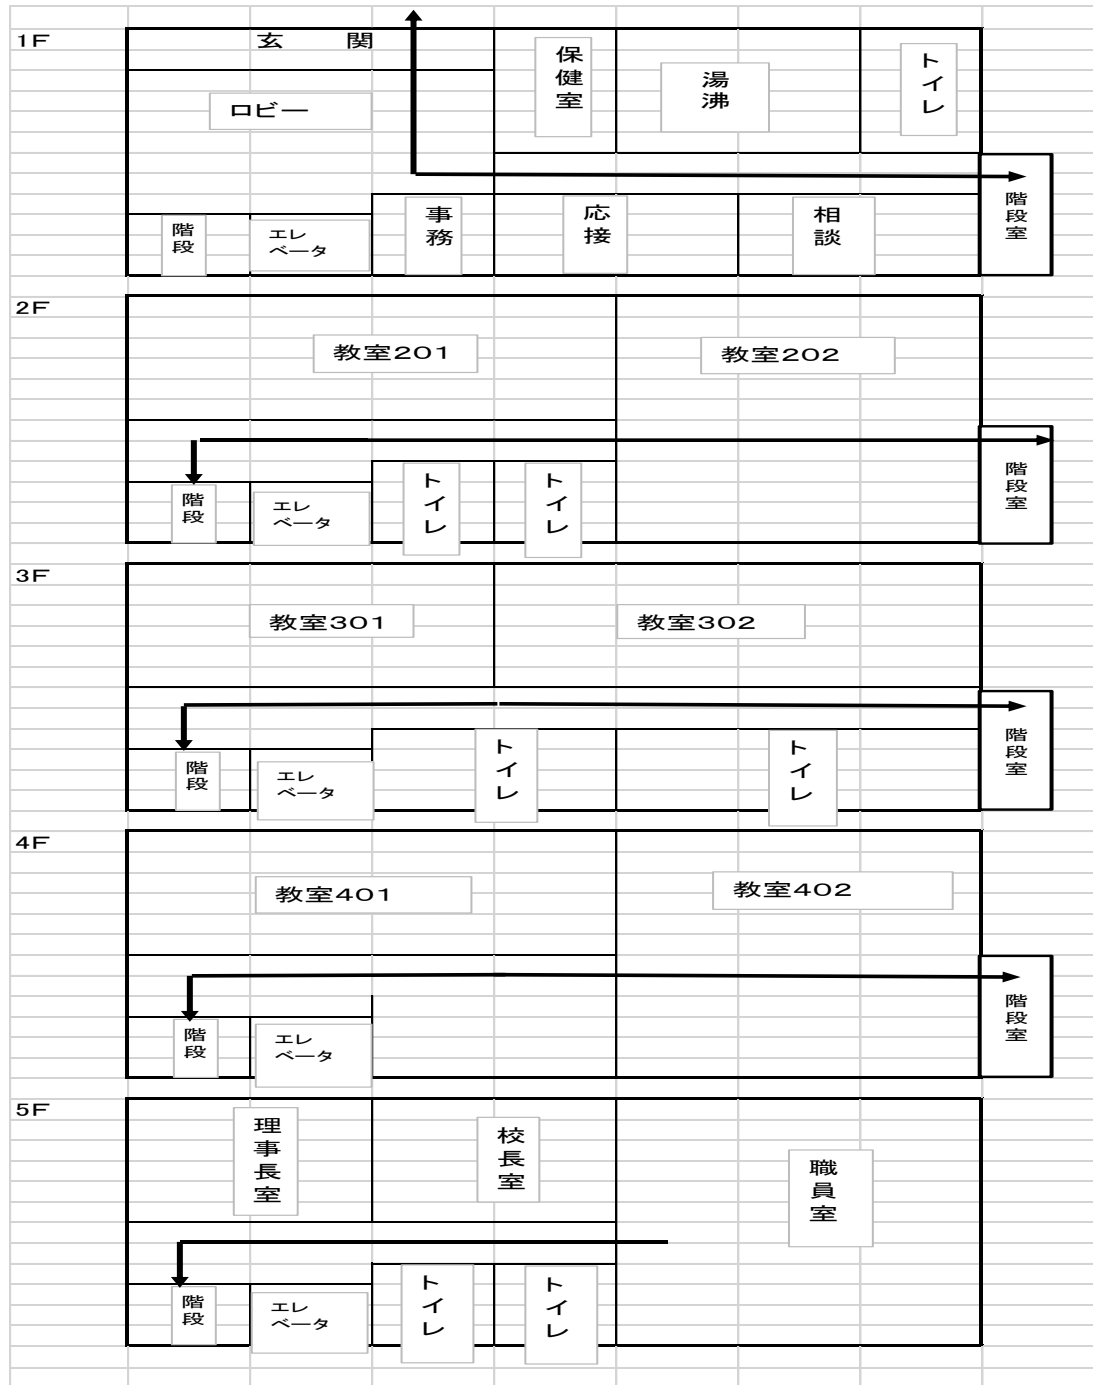 1F
玄　関
保健室
湯沸
トイレ
ロビー
階段
エレ
ベータ
事務
応接
相談
階段室
2F
教室201
教室202
階段
エレ
ベータ
トイレ
トイレ
階段室
3F
教室301
教室302
階段
エレ
ベータ
トイレ
トイレ
階段室
4F
教室401
教室402
階段
エレ
ベータ
階段室
5F
理事長室
校長室
職員室
階段
エレ
ベータ
トイレ
トイレ